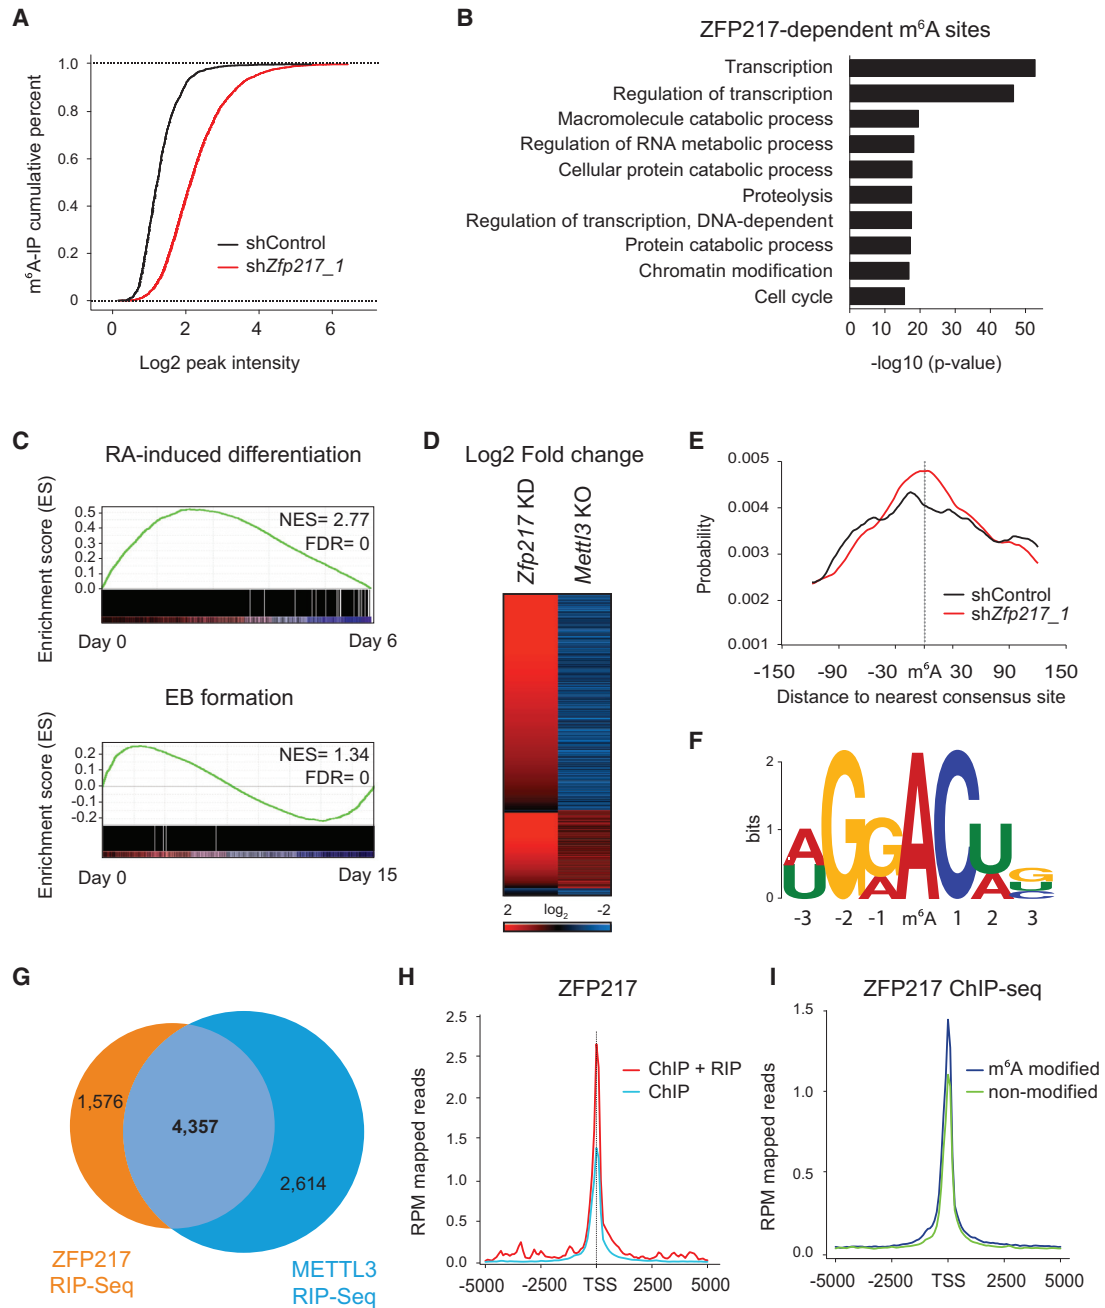 A
1.0
0.8
0.6
0.4
0.2
0
m⁶A-IP cumulative percent
shControl
shZfp217_1
0 2 4 6
Log2 peak intensity
B
ZFP217-dependent m⁶A sites
Transcription
Regulation of transcription
Macromolecule catabolic process
Regulation of RNA metabolic process
Cellular protein catabolic process
Proteolysis
Regulation of transcription, DNA-dependent
Protein catabolic process
Chromatin modification
Cell cycle
0 10 20 30 40 50
-log10 (p-value)
C
RA-induced differentiation
Enrichment score (ES)
0.5
0.4
0.3
0.2
0.1
0.0
NES= 2.77
FDR= 0
Day 0 Day 6
EB formation
Enrichment score (ES)
0.2
0.1
0.0
-0.1
-0.2
NES= 1.34
FDR= 0
Day 0 Day 15
D
Log2 Fold change
Zfp217 KD
Mettl3 KO
2 log₂ -2
E
0.005
0.004
0.003
0.002
0.001
Probability
shControl
shZfp217_1
-150 -90 -30 m⁶A 30 90 150
Distance to nearest consensus site
F
2
1
0
bits
A U G G A A C U A G U C
-3 -2 -1 m⁶A 1 2 3
G
1,576
4,357
2,614
ZFP217
RIP-Seq
METTL3
RIP-Seq
H
ZFP217
2.5
2.5
2.0
1.5
1.0
0.5
0.0
RPM mapped reads
ChIP + RIP
ChIP
-5000 -2500 TSS 2500 5000
I
ZFP217 ChIP-seq
1.5
1.0
0.5
0.0
RPM mapped reads
m⁶A modified
non-modified
-5000 -2500 TSS 2500 5000